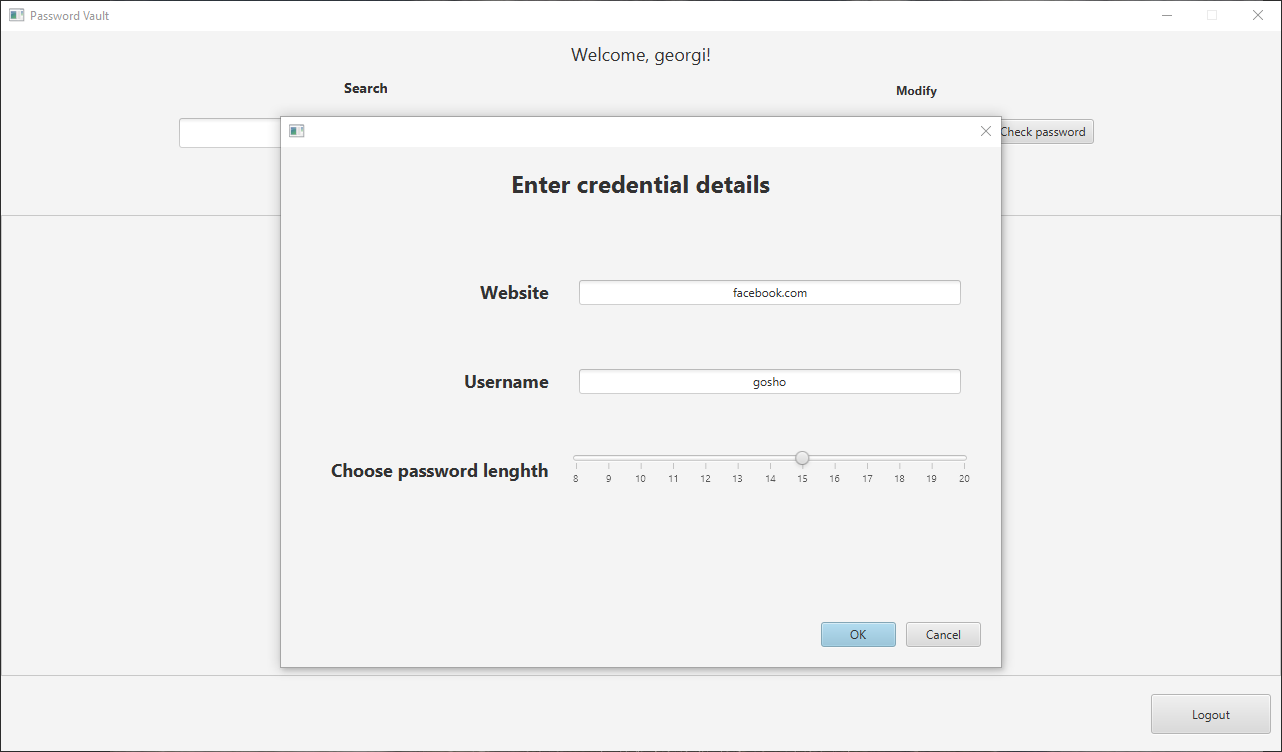 Password Vault
Welcome, georgi!
Search
Modify
Check password
Enter credential details
Website
facebook.com
Username
gosho
Choose password lenghth
8 9 10 11 12 13 14 15 16 17 18 19 20
OK Cancel
Logout